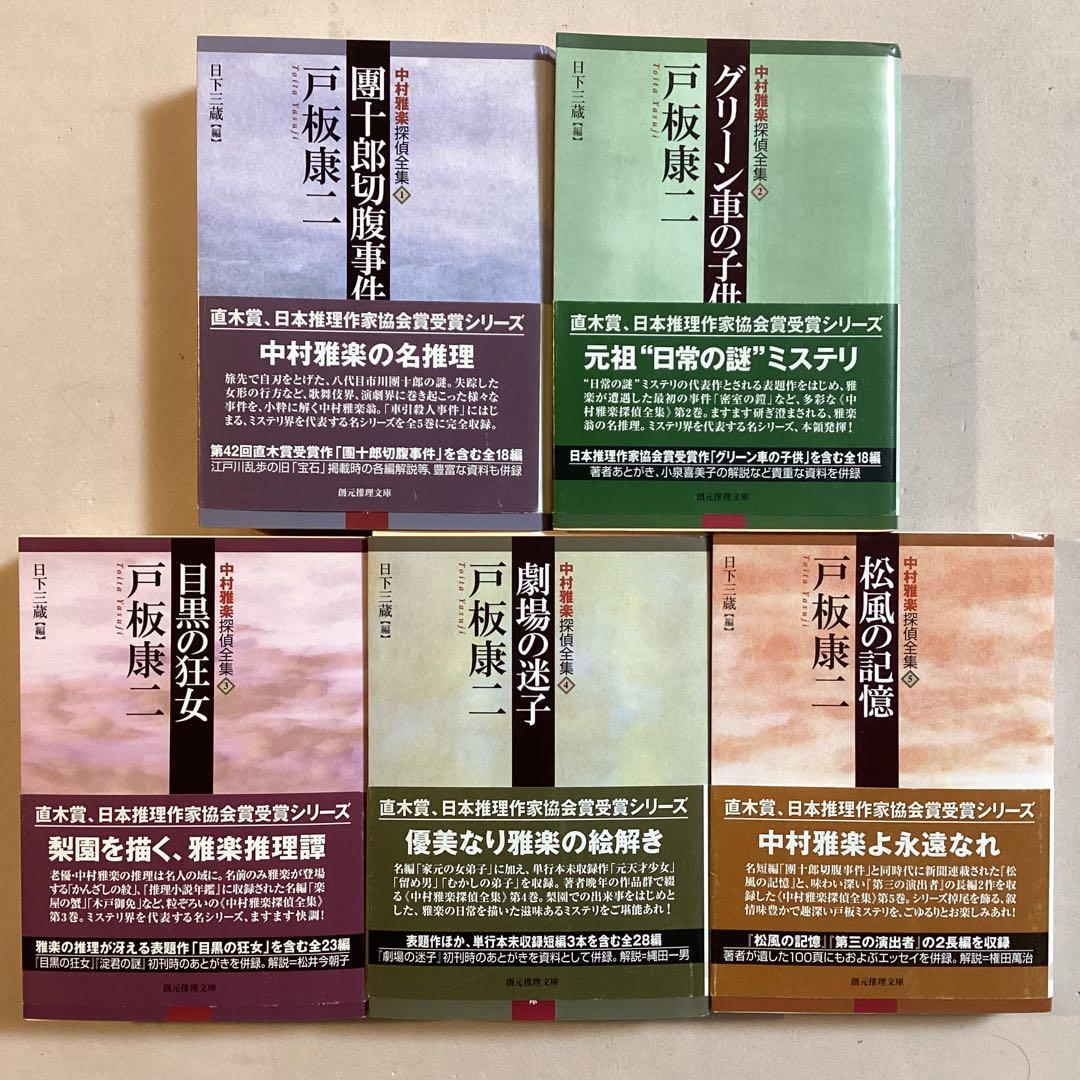 中村雅楽探偵全集1
團十郎切腹事件
戸板康二
Toita Yasuji
日下三蔵【編】
直木賞、日本推理作家協会賞受賞シリーズ
中村雅楽の名推理
旅先で自刃をとげた、八代目市川團十郎の謎。失踪した
女形の行方など、歌舞伎界、演劇界に巻き起こった様々な
事件を、小粋に解く中村雅楽翁。「車引殺人事件」にはじ
まる、ミステリ界を代表する名シリーズを全5巻に完全収録。
第42回直木賞受賞作「團十郎切腹事件」を含む全18編
江戸川乱歩の旧「宝石」掲載時の各編解説等、豊富な資料も併録
創元推理文庫
中村雅楽探偵全集2
グリーン車の子供
戸板康二
Toita Yasuji
日下三蔵【編】
直木賞、日本推理作家協会賞受賞シリーズ
元祖“日常の謎”ミステリ
“日常の謎”ミステリの代表作とされる表題作をはじめ、雅
楽が遭遇した最初の事件「密室の鎧」など、多彩な《中
村雅楽探偵全集》第2巻。ますます研ぎ澄まされる、雅楽
翁の名推理。ミステリ界を代表する名シリーズ、本領発揮！
日本推理作家協会賞受賞作「グリーン車の子供」を含む全18編
著者あとがき、小泉喜美子の解説など貴重な資料を併録
創元推理文庫
中村雅楽探偵全集3
目黒の狂女
戸板康二
Toita Yasuji
日下三蔵【編】
直木賞、日本推理作家協会賞受賞シリーズ
梨園を描く、雅楽推理譚
老優・中村雅楽の推理は名人の域に。名前のみ雅楽が登場
する「かんざしの紋」、「推理小説年鑑」に収録された名編「楽
屋の蟹」「木戸御免」など、粒ぞろいの《中村雅楽探偵全集》
第3巻。ミステリ界を代表する名シリーズ、ますます快調！
雅楽の推理が冴える表題作「目黒の狂女」を含む全23編
『目黒の狂女』『淀君の謎』初刊時のあとがきを併録。解説=松井今朝子
創元推理文庫
中村雅楽探偵全集4
劇場の迷子
戸板康二
Toita Yasuji
日下三蔵【編】
直木賞、日本推理作家協会賞受賞シリーズ
優美なり雅楽の絵解き
名編「家元の女弟子」に加え、単行本未収録作「元天才少女」
「留め男」「むかしの弟子」を収録。著者晩年の作品群で綴
る《中村雅楽探偵全集》第4巻。梨園での出来事をはじめと
した、雅楽の日常を描いた滋味あるミステリをご堪能あれ！
表題作ほか、単行本未収録短編3本を含む全28編
『劇場の迷子』初刊時のあとがきを資料として併録。解説=縄田一男
創元推理文庫
庫
中村雅楽探偵全集5
松風の記憶
戸板康二
Toita Yasuji
日下三蔵【編】
直木賞、日本推理作家協会賞受賞シリーズ
中村雅楽よ永遠なれ
名短編「團十郎切腹事件」と同時代に新聞連載された『松
風の記憶』と、味わい深い『第三の演出者』の長編2作を収
録した《中村雅楽探偵全集》第5巻。シリーズ掉尾を飾る、叙
情味豊かで趣深い戸板ミステリを、ごゆるりとお楽しみあれ！
『松風の記憶』『第三の演出者』の2長編を収録
著者が遺した100頁にもおよぶエッセイを併録。解説=権田萬治
創元推理文庫